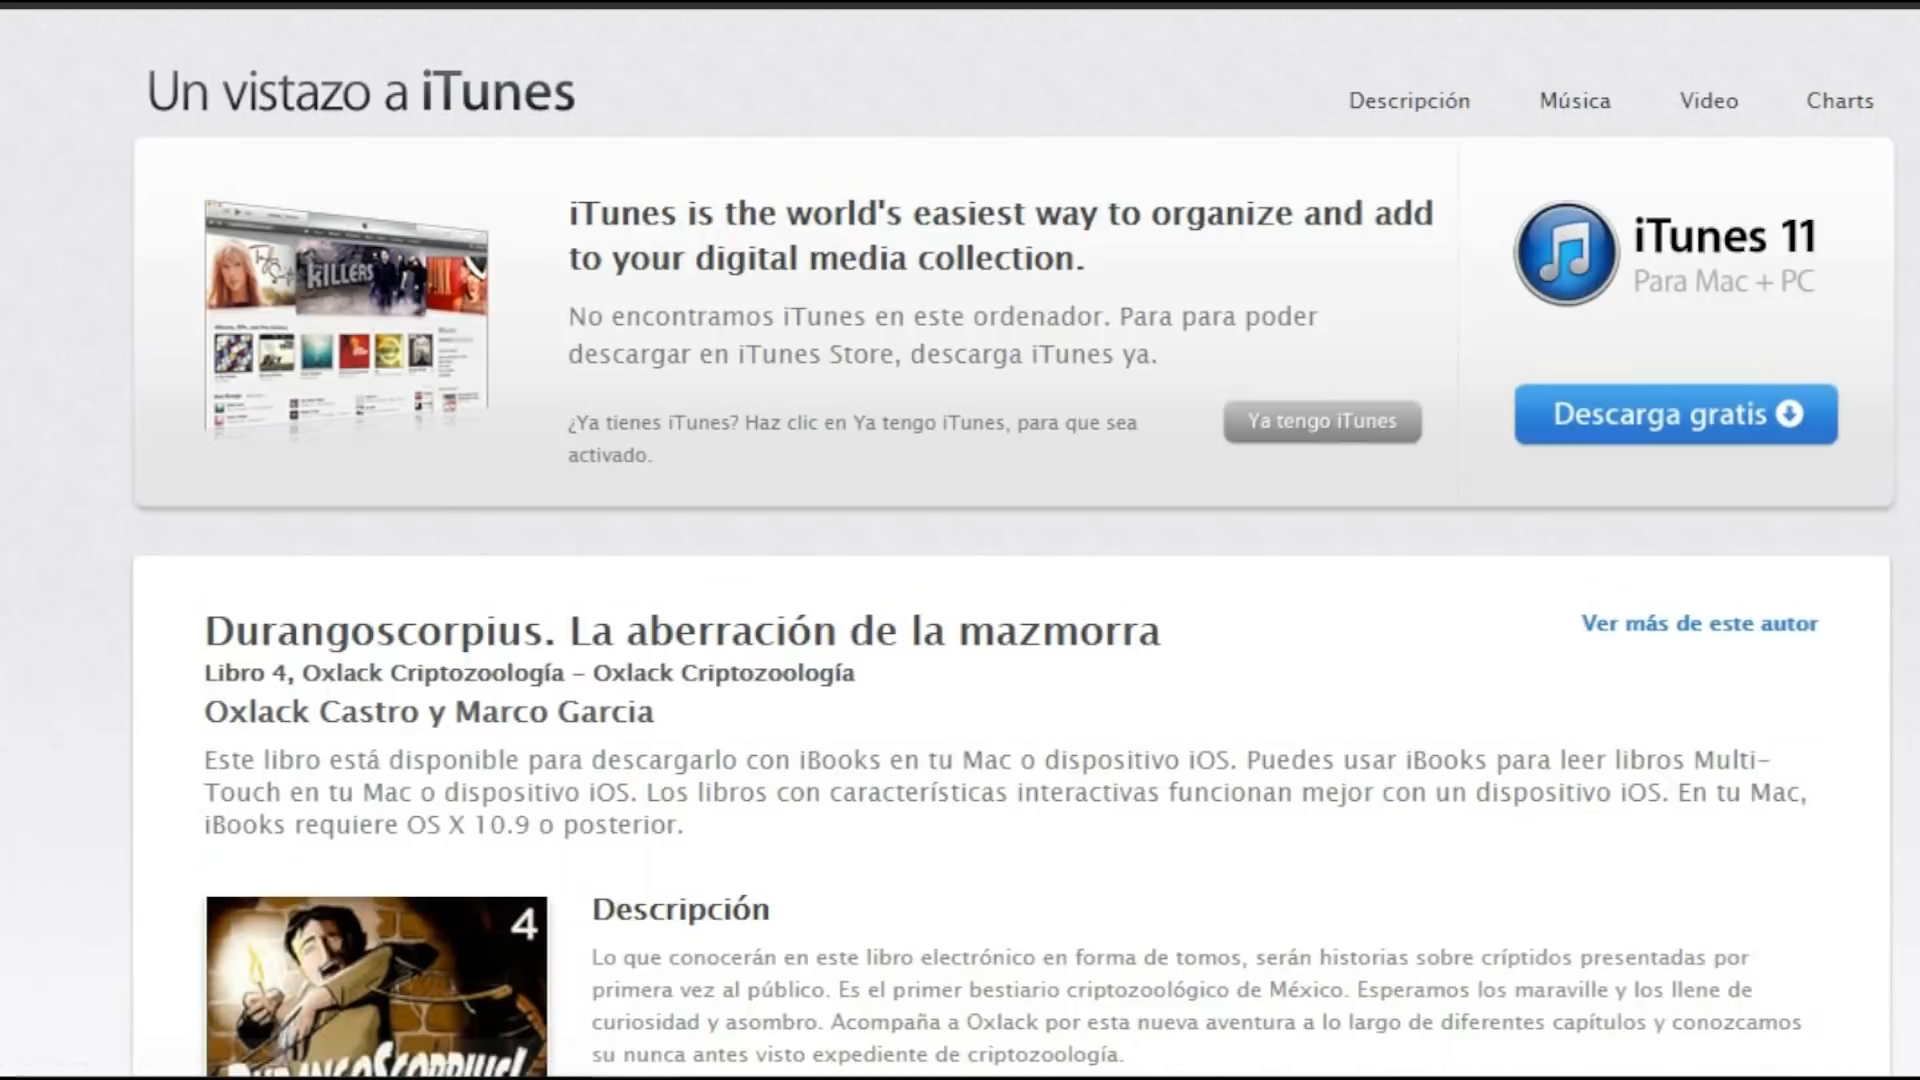 Un vistazo a iTunes
Descripción Música Video Charts
iTunes is the world's easiest way to organize and add
to your digital media collection.
No encontramos iTunes en este ordenador. Para para poder
descargar en iTunes Store, descarga iTunes ya.
¿Ya tienes iTunes? Haz clic en Ya tengo iTunes, para que sea
activado.
Ya tengo iTunes
iTunes 11
Para Mac + PC
Descarga gratis
KILLERS
Durangoscorpius. La aberración de la mazmorra
Ver más de este autor
Libro 4, Oxlack Criptozoología – Oxlack Criptozoología
Oxlack Castro y Marco Garcia
Este libro está disponible para descargarlo con iBooks en tu Mac o dispositivo iOS. Puedes usar iBooks para leer libros Multi-
Touch en tu Mac o dispositivo iOS. Los libros con características interactivas funcionan mejor con un dispositivo iOS. En tu Mac,
iBooks requiere OS X 10.9 o posterior.
4
Descripción
Lo que conocerán en este libro electrónico en forma de tomos, serán historias sobre críptidos presentadas por
primera vez al público. Es el primer bestiario criptozoológico de México. Esperamos los maraville y los llene de
curiosidad y asombro. Acompaña a Oxlack por esta nueva aventura a lo largo de diferentes capítulos y conozcamos
su nunca antes visto expediente de criptozoología.